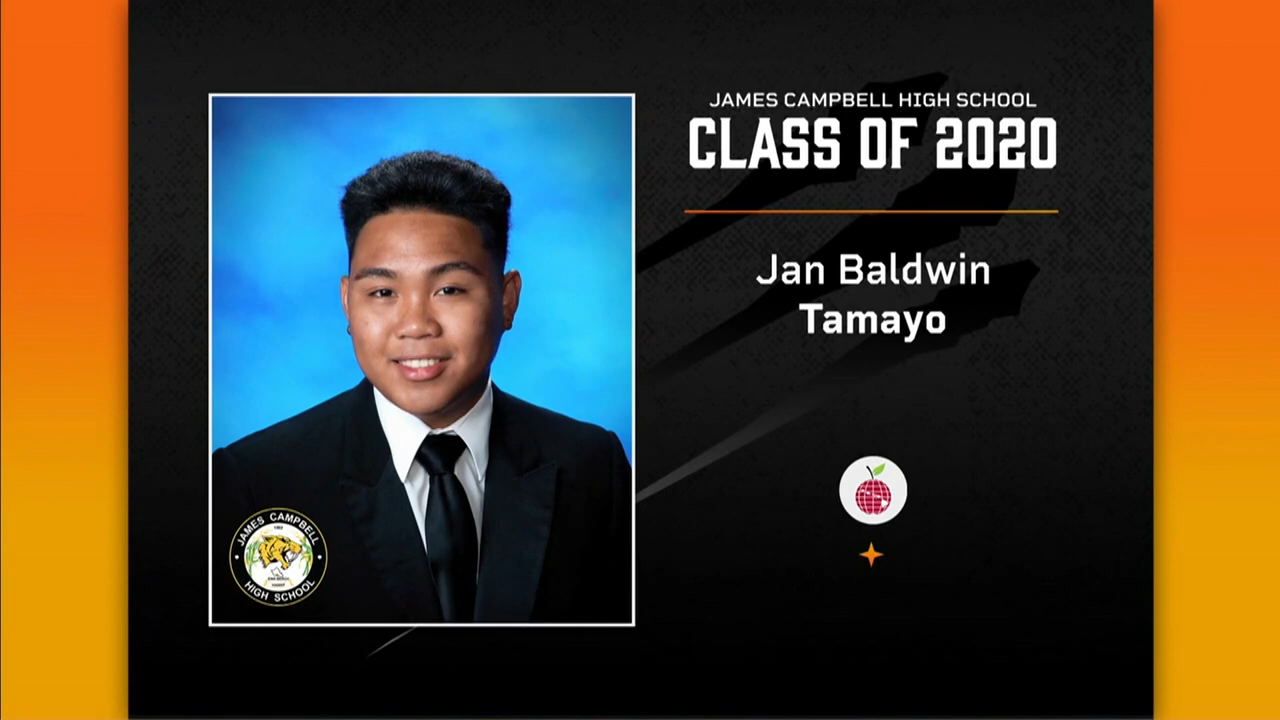 JAMES CAMPBELL HIGH SCHOOL
CLASS OF 2020
Jan Baldwin
Tamayo
JAMES CAMPBELL
HIGH SCHOOL